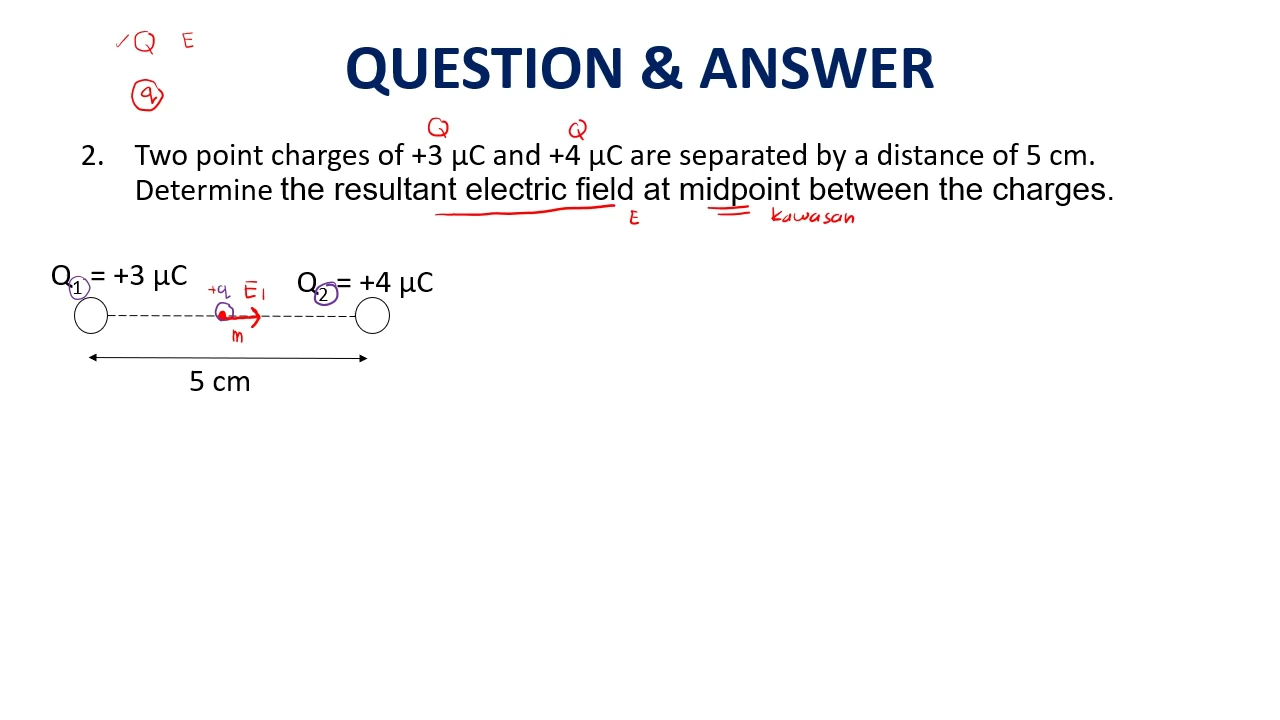 ✓ Q E
q
QUESTION & ANSWER
Q Q
2. Two point charges of +3 µC and +4 µC are separated by a distance of 5 cm.
Determine the resultant electric field at midpoint between the charges.
E kawasan
Q1 = +3 µC
Q2 = +4 µC
+q E1
m
5 cm